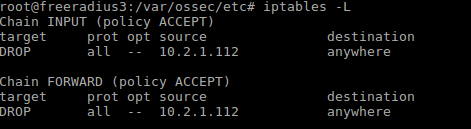 root@freeradius3:/var/ossec/etc# iptables -L
Chain INPUT (policy ACCEPT)
target     prot opt source               destination
DROP       all  --  10.2.1.112           anywhere

Chain FORWARD (policy ACCEPT)
target     prot opt source               destination
DROP       all  --  10.2.1.112           anywhere